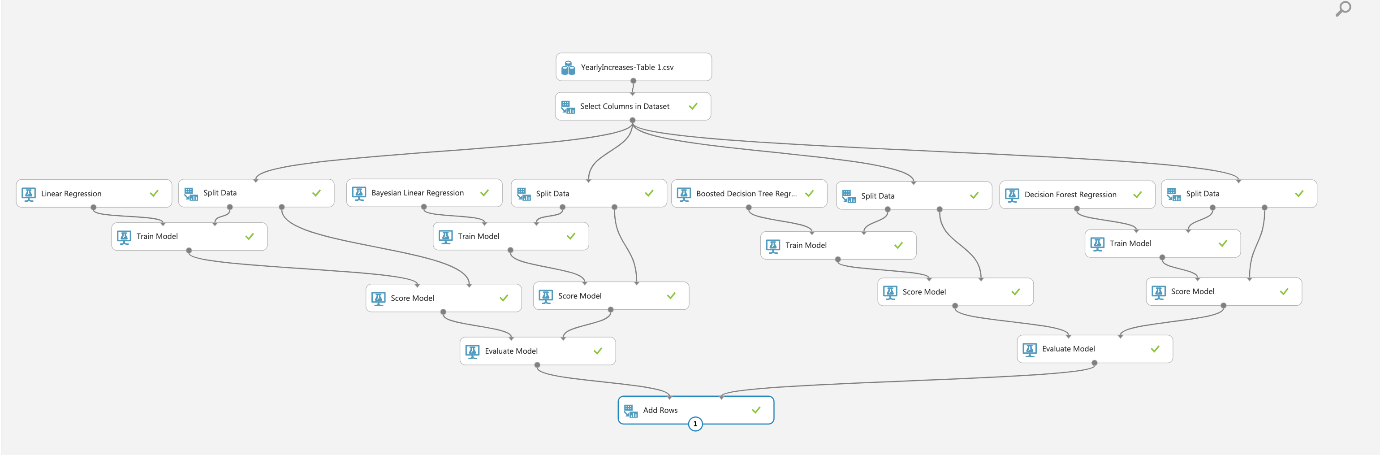 YearlyIncreases-Table 1.csv
Select Columns in Dataset
Linear Regression
Split Data
Bayesian Linear Regression
Split Data
Boosted Decision Tree Regr...
Split Data
Decision Forest Regression
Split Data
Train Model
Train Model
Train Model
Train Model
Score Model
Score Model
Score Model
Score Model
Evaluate Model
Evaluate Model
Add Rows
1